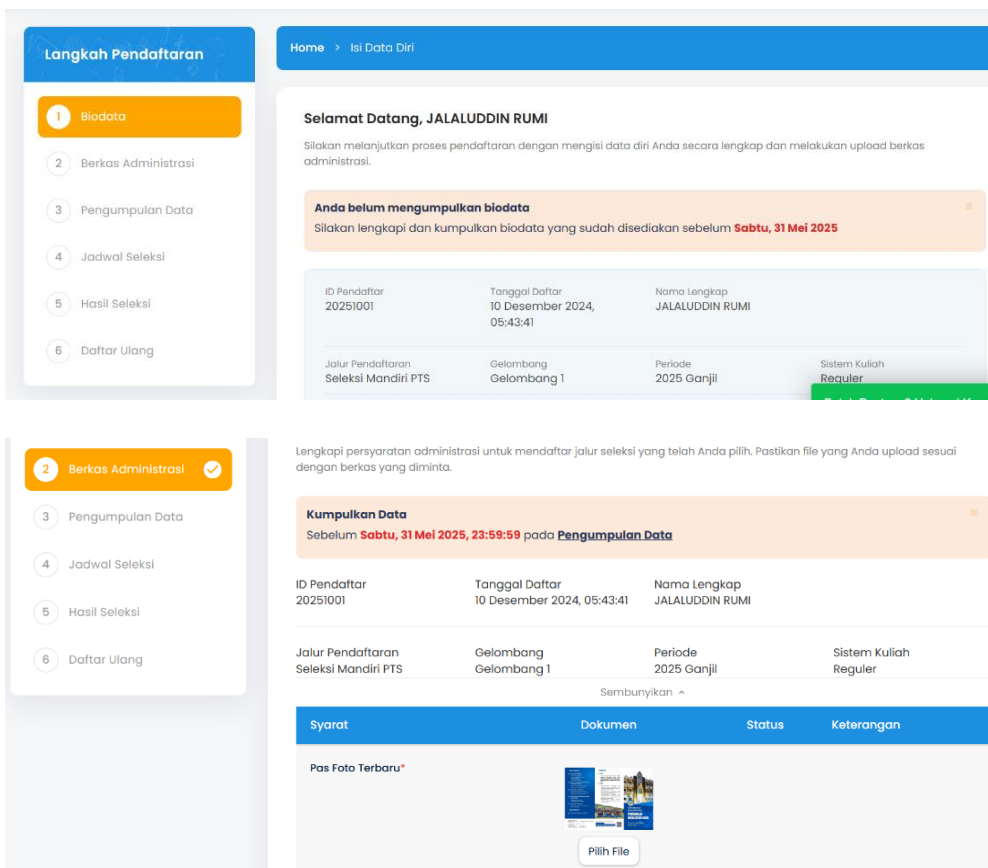 Langkah Pendaftaran
1 Biodata
2 Berkas Administrasi
3 Pengumpulan Data
4 Jadwal Seleksi
5 Hasil Seleksi
6 Daftar Ulang
Home > Isi Data Diri
Selamat Datang, JALALUDDIN RUMI
Silakan melanjutkan proses pendaftaran dengan mengisi data diri Anda secara lengkap dan melakukan upload berkas
administrasi.
Anda belum mengumpulkan biodata
Silakan lengkapi dan kumpulkan biodata yang sudah disediakan sebelum Sabtu, 31 Mei 2025
ID Pendaftar Tanggal Daftar Nama Lengkap
20251001 10 Desember 2024, JALALUDDIN RUMI
05:43:41
Jalur Pendaftaran Gelombang Periode Sistem Kuliah
Seleksi Mandiri PTS Gelombang 1 2025 Ganjil Reguler
2 Berkas Administrasi
3 Pengumpulan Data
4 Jadwal Seleksi
5 Hasil Seleksi
6 Daftar Ulang
Lengkapi persyaratan administrasi untuk mendaftar jalur seleksi yang telah Anda pilih. Pastikan file yang Anda upload sesuai
dengan berkas yang diminta.
Kumpulkan Data
Sebelum Sabtu, 31 Mei 2025, 23:59:59 pada Pengumpulan Data
ID Pendaftar Tanggal Daftar Nama Lengkap
20251001 10 Desember 2024, 05:43:41 JALALUDDIN RUMI
Jalur Pendaftaran Gelombang Periode Sistem Kuliah
Seleksi Mandiri PTS Gelombang 1 2025 Ganjil Reguler
Sembunyikan
Syarat Dokumen Status Keterangan
Pas Foto Terbaru*
Pilih File